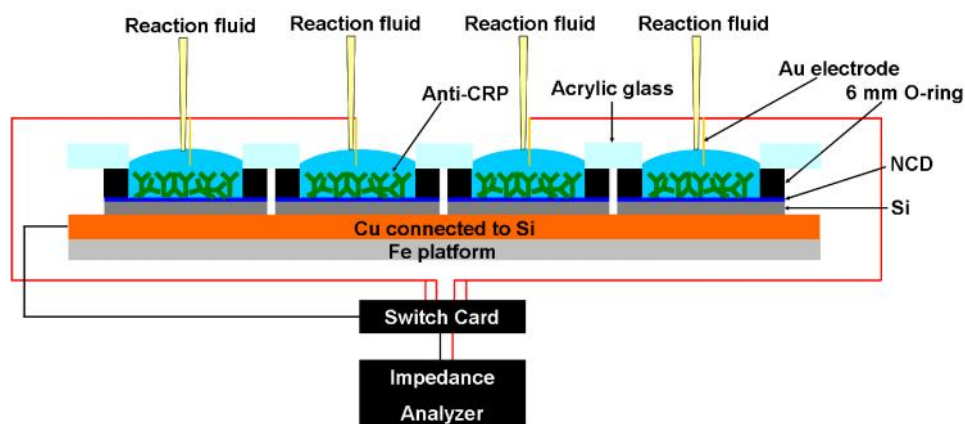 Reaction fluid
Reaction fluid
Reaction fluid
Reaction fluid
Anti-CRP
Acrylic glass
Au electrode
6 mm O-ring
NCD
Si
Cu connected to Si
Fe platform
Switch Card
Impedance
Analyzer